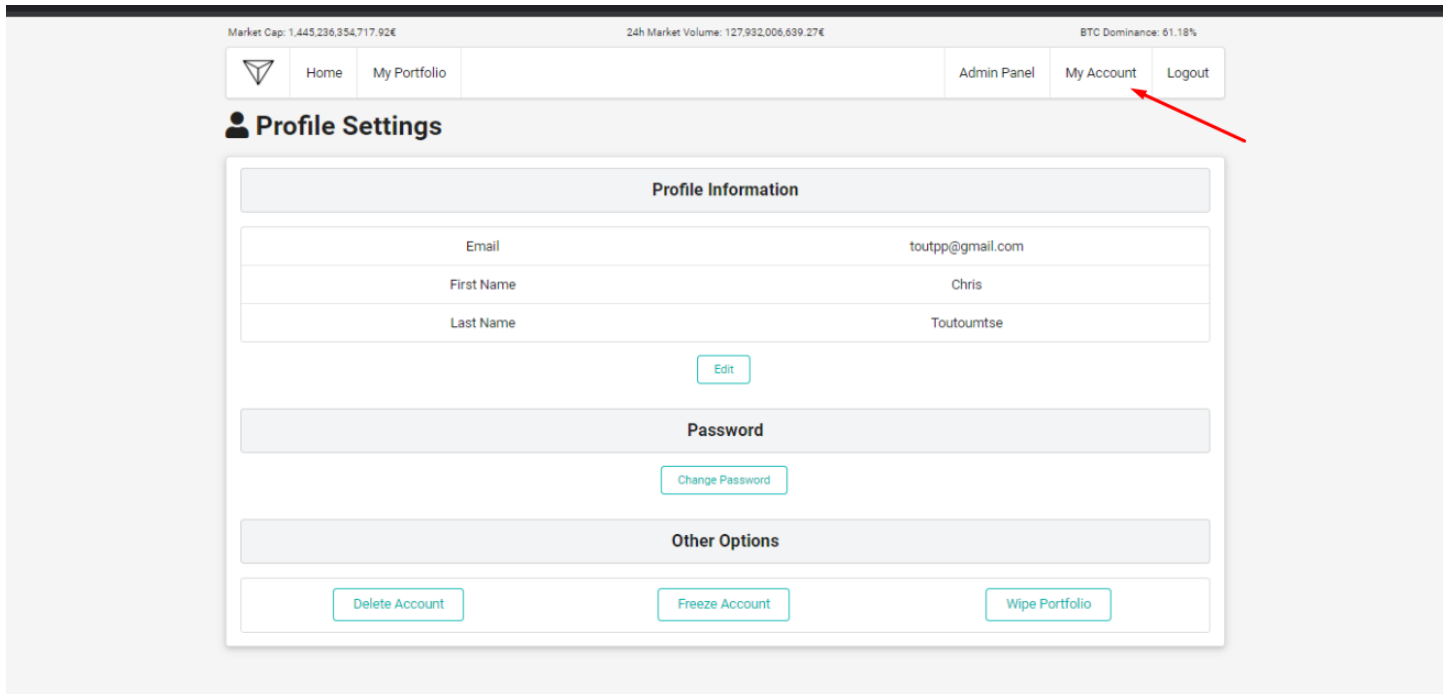 Market Cap: 1,445,236,354,717.92€ 24h Market Volume: 127,932,006,639.27€ BTC Dominance: 61.18%
Home My Portfolio Admin Panel My Account Logout
Profile Settings
Profile Information
Email toutpp@gmail.com
First Name Chris
Last Name Toutoumtse
Edit
Password
Change Password
Other Options
Delete Account Freeze Account Wipe Portfolio